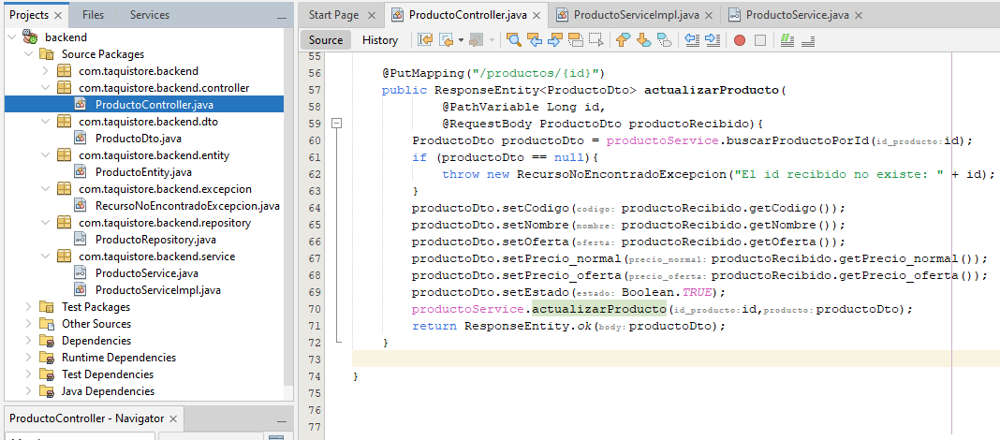 Projects
Files
Services
backend
Source Packages
com.taquistore.backend
com.taquistore.backend.controller
ProductoController.java
com.taquistore.backend.dto
ProductoDto.java
com.taquistore.backend.entity
ProductoEntity.java
com.taquistore.backend.excepcion
RecursoNoEncontradoExcepcion.java
com.taquistore.backend.repository
ProductoRepository.java
com.taquistore.backend.service
ProductoService.java
ProductoServiceImpl.java
Test Packages
Other Sources
Dependencies
Runtime Dependencies
Test Dependencies
Java Dependencies
ProductoController - Navigator
Start Page
ProductoController.java
ProductoServiceImpl.java
ProductoService.java
Source
History
55
56 @PutMapping("/productos/{id}")
57 public ResponseEntity<ProductoDto> actualizarProducto(
58 @PathVariable Long id,
59 @RequestBody ProductoDto productoRecibido){
60 ProductoDto productoDto = productoService.buscarProductoPorId(id_producto:id);
61 if (productoDto == null){
62 throw new RecursoNoEncontradoExcepcion("El id recibido no existe: " + id);
63 }
64 productoDto.setCodigo(codigo: productoRecibido.getCodigo());
65 productoDto.setNombre(nombre: productoRecibido.getNombre());
66 productoDto.setOferta(oferta: productoRecibido.getOferta());
67 productoDto.setPrecio_normal(precio_normal: productoRecibido.getPrecio_normal());
68 productoDto.setPrecio_oferta(precio_oferta: productoRecibido.getPrecio_oferta());
69 productoDto.setEstado(estado: Boolean.TRUE);
70 productoService.actualizarProducto(id_producto:id,producto: productoDto);
71 return ResponseEntity.ok(body: productoDto);
72 }
73
74 }
75
76
77